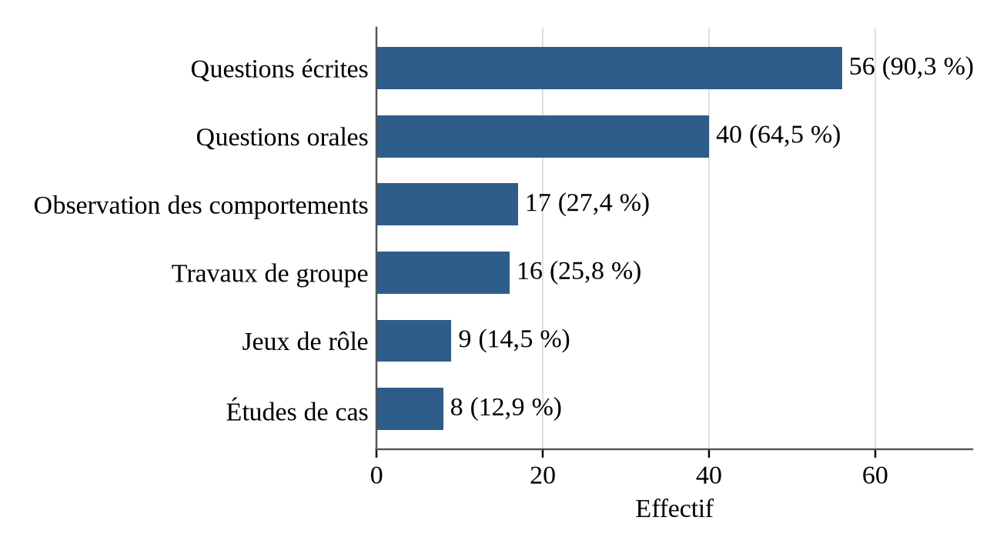 Questions écrites 56 (90,3 %)
Questions orales 40 (64,5 %)
Observation des comportements 17 (27,4 %)
Travaux de groupe 16 (25,8 %)
Jeux de rôle 9 (14,5 %)
Études de cas 8 (12,9 %)
0 20 40 60
Effectif